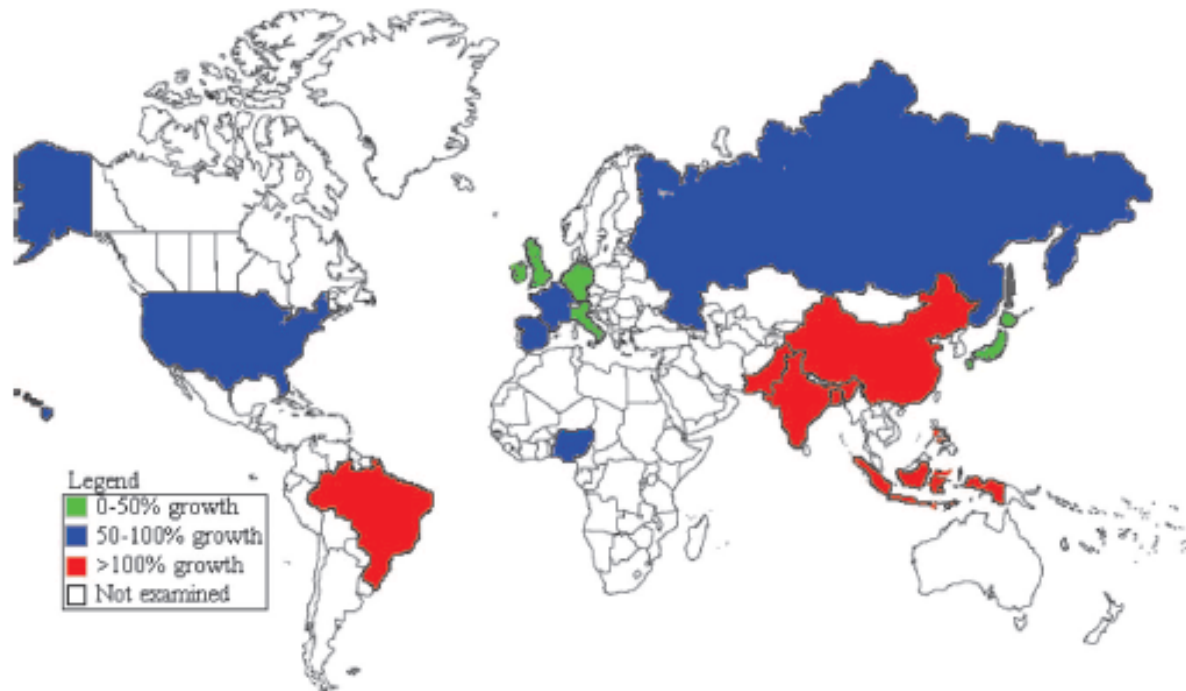 Legend
0-50% growth
50-100% growth
>100% growth
Not examined